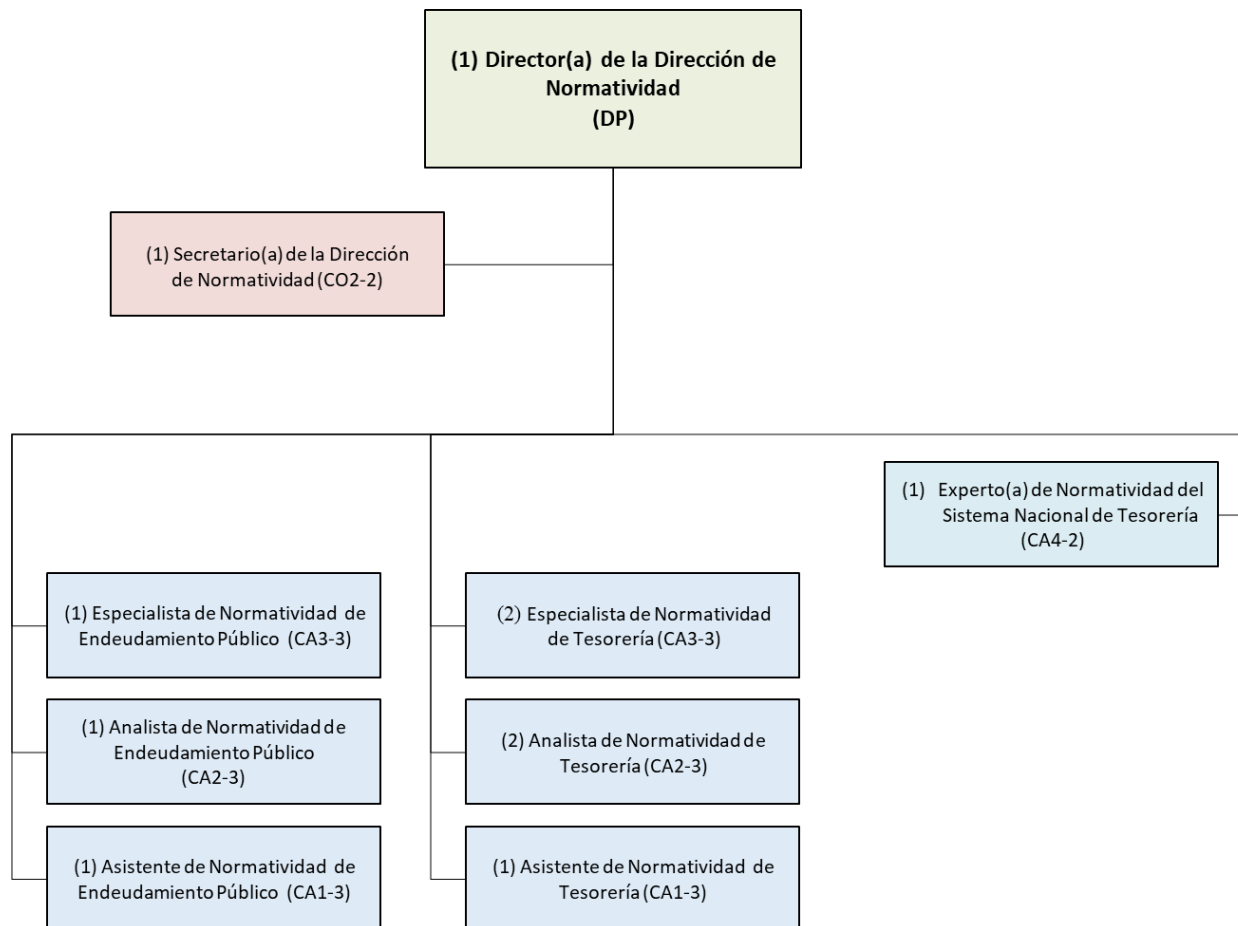 (1) Director(a) de la Dirección de
Normatividad
(DP)
(1) Secretario(a) de la Dirección
de Normatividad (CO2-2)
(1) Experto(a) de Normatividad del
Sistema Nacional de Tesorería
(CA4-2)
(1) Especialista de Normatividad de
Endeudamiento Público (CA3-3)
(2) Especialista de Normatividad
de Tesorería (CA3-3)
(1) Analista de Normatividad de
Endeudamiento Público
(CA2-3)
(2) Analista de Normatividad de
Tesorería (CA2-3)
(1) Asistente de Normatividad de
Endeudamiento Público (CA1-3)
(1) Asistente de Normatividad de
Tesorería (CA1-3)